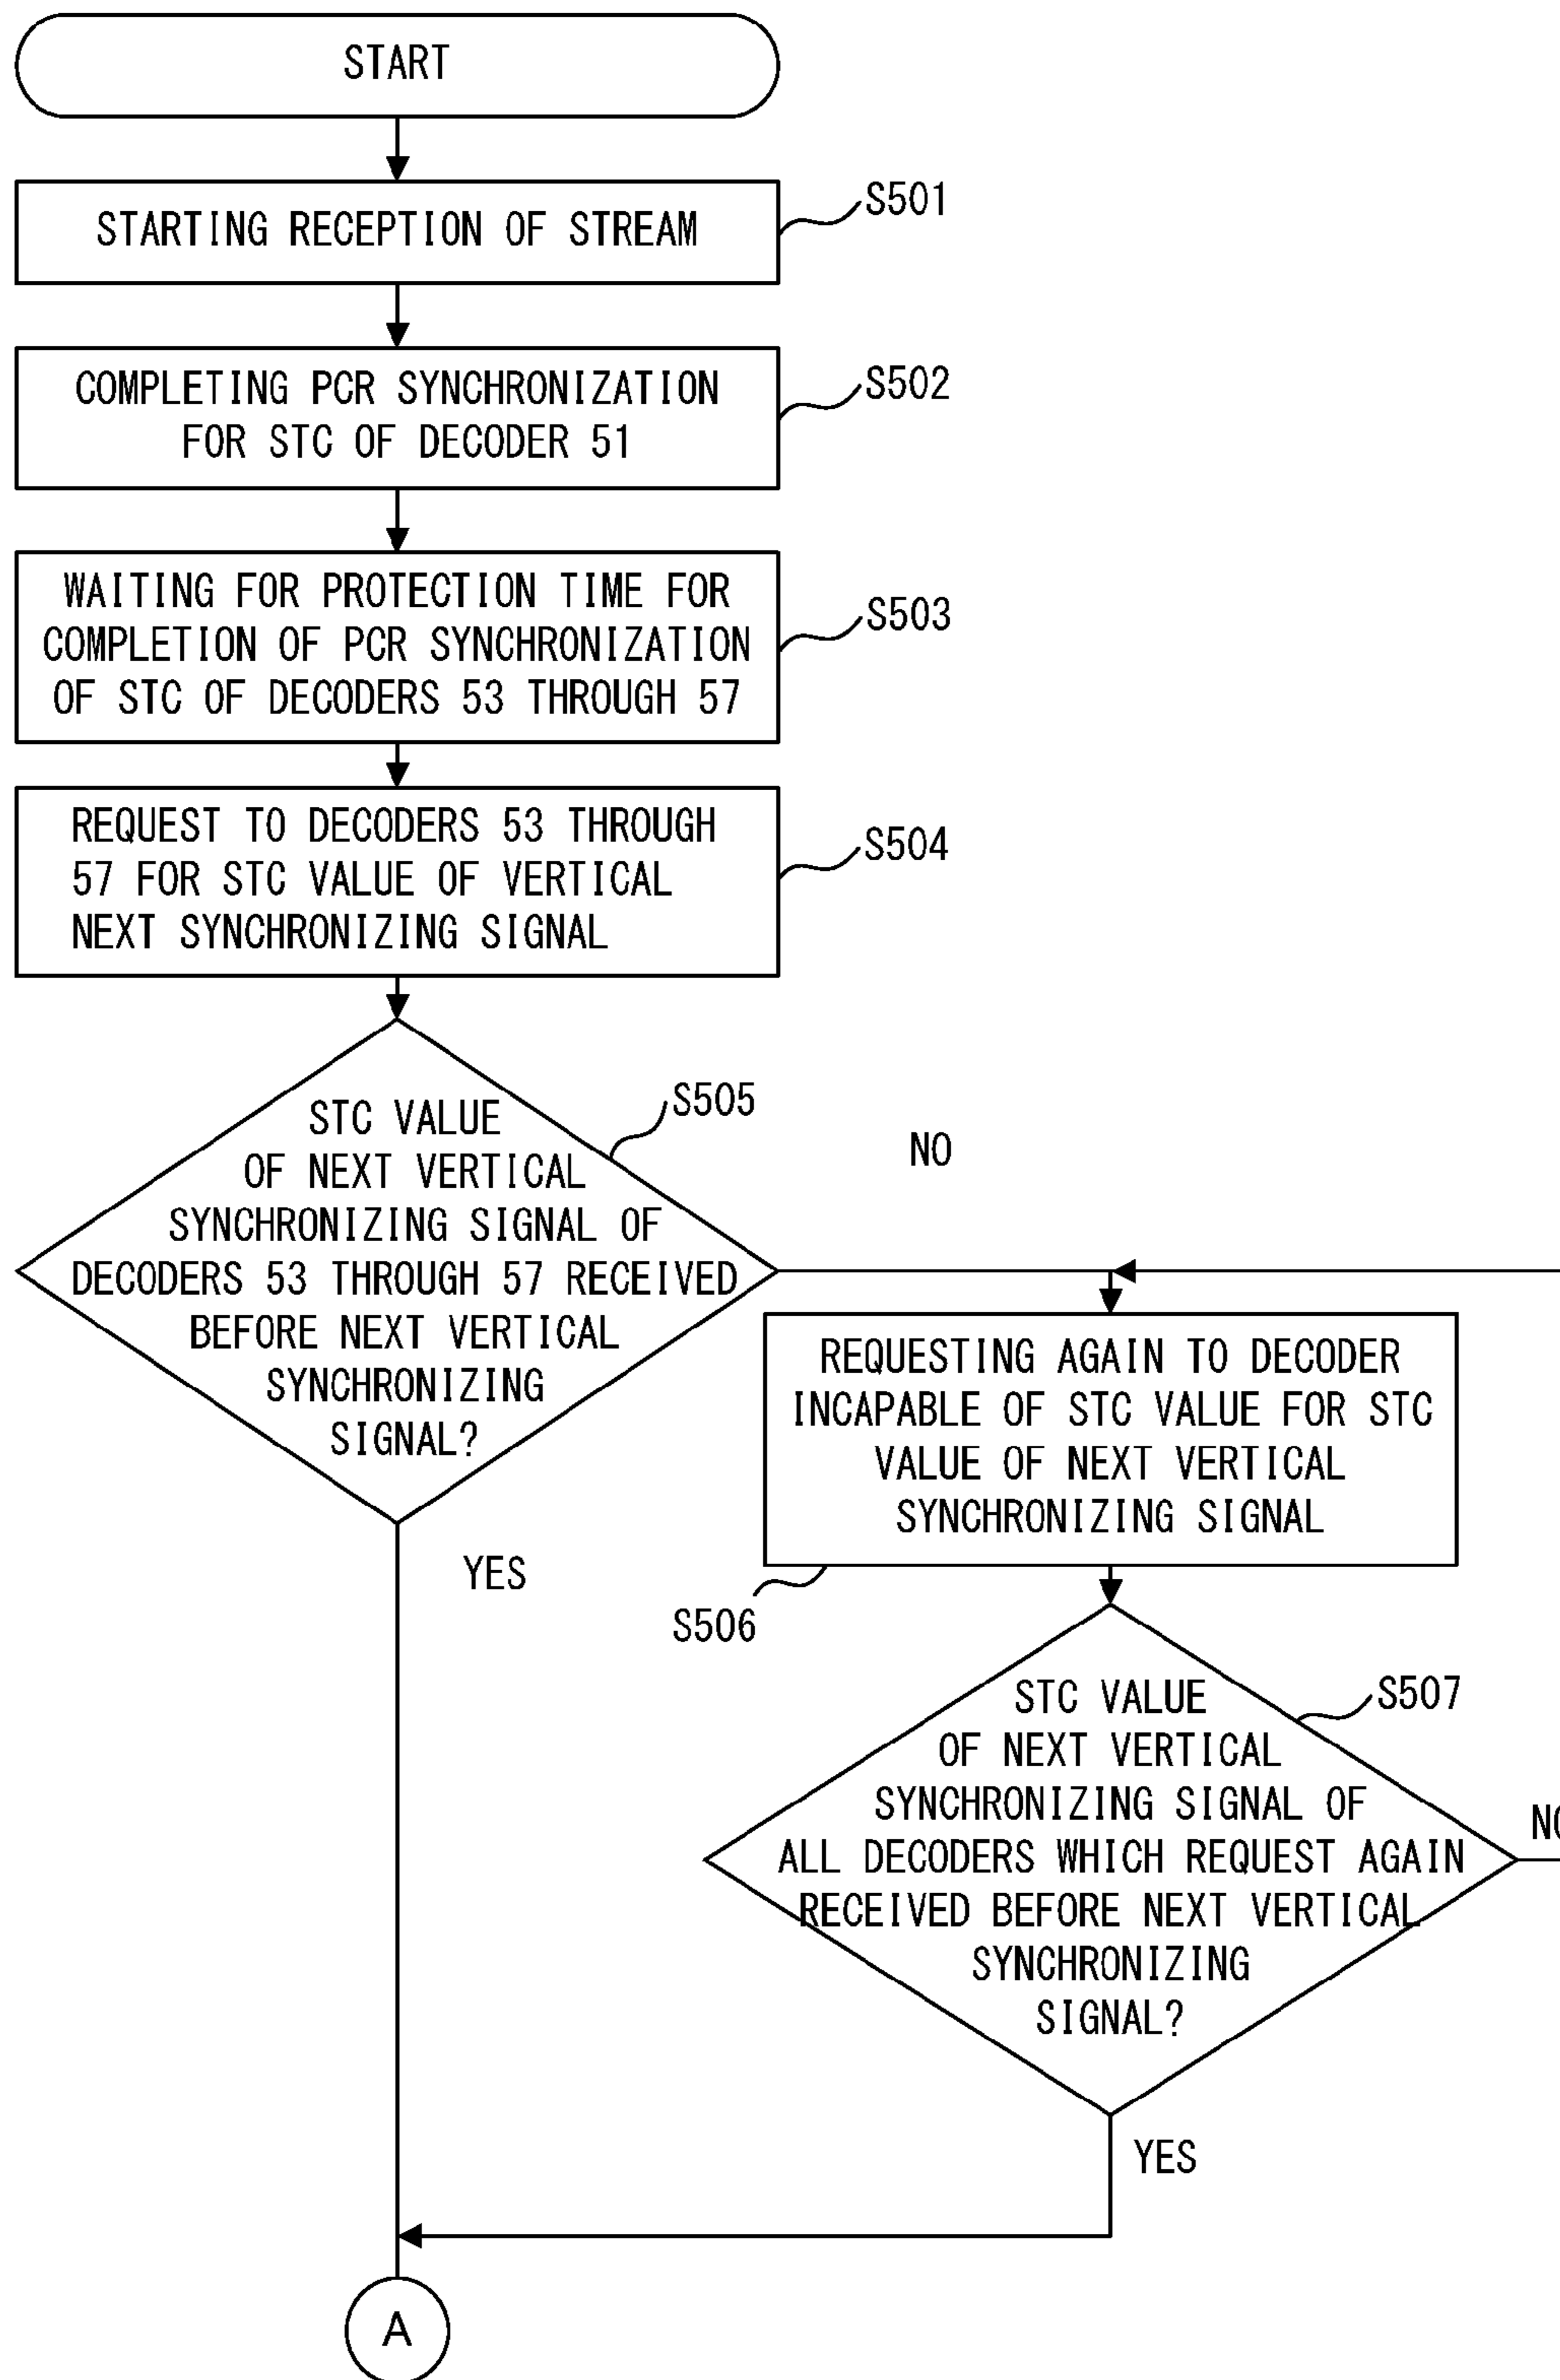 START
STARTING RECEPTION OF STREAM
S501
COMPLETING PCR SYNCHRONIZATION
FOR STC OF DECODER 51
S502
WAITING FOR PROTECTION TIME FOR
COMPLETION OF PCR SYNCHRONIZATION
OF STC OF DECODERS 53 THROUGH 57
S503
REQUEST TO DECODERS 53 THROUGH
57 FOR STC VALUE OF VERTICAL
NEXT SYNCHRONIZING SIGNAL
S504
STC VALUE
OF NEXT VERTICAL
SYNCHRONIZING SIGNAL OF
DECODERS 53 THROUGH 57 RECEIVED
BEFORE NEXT VERTICAL
SYNCHRONIZING
SIGNAL?
S505
NO
YES
REQUESTING AGAIN TO DECODER
INCAPABLE OF STC VALUE FOR STC
VALUE OF NEXT VERTICAL
SYNCHRONIZING SIGNAL
S506
STC VALUE
OF NEXT VERTICAL
SYNCHRONIZING SIGNAL OF
ALL DECODERS WHICH REQUEST AGAIN
RECEIVED BEFORE NEXT VERTICAL
SYNCHRONIZING
SIGNAL?
S507
NO
YES
A